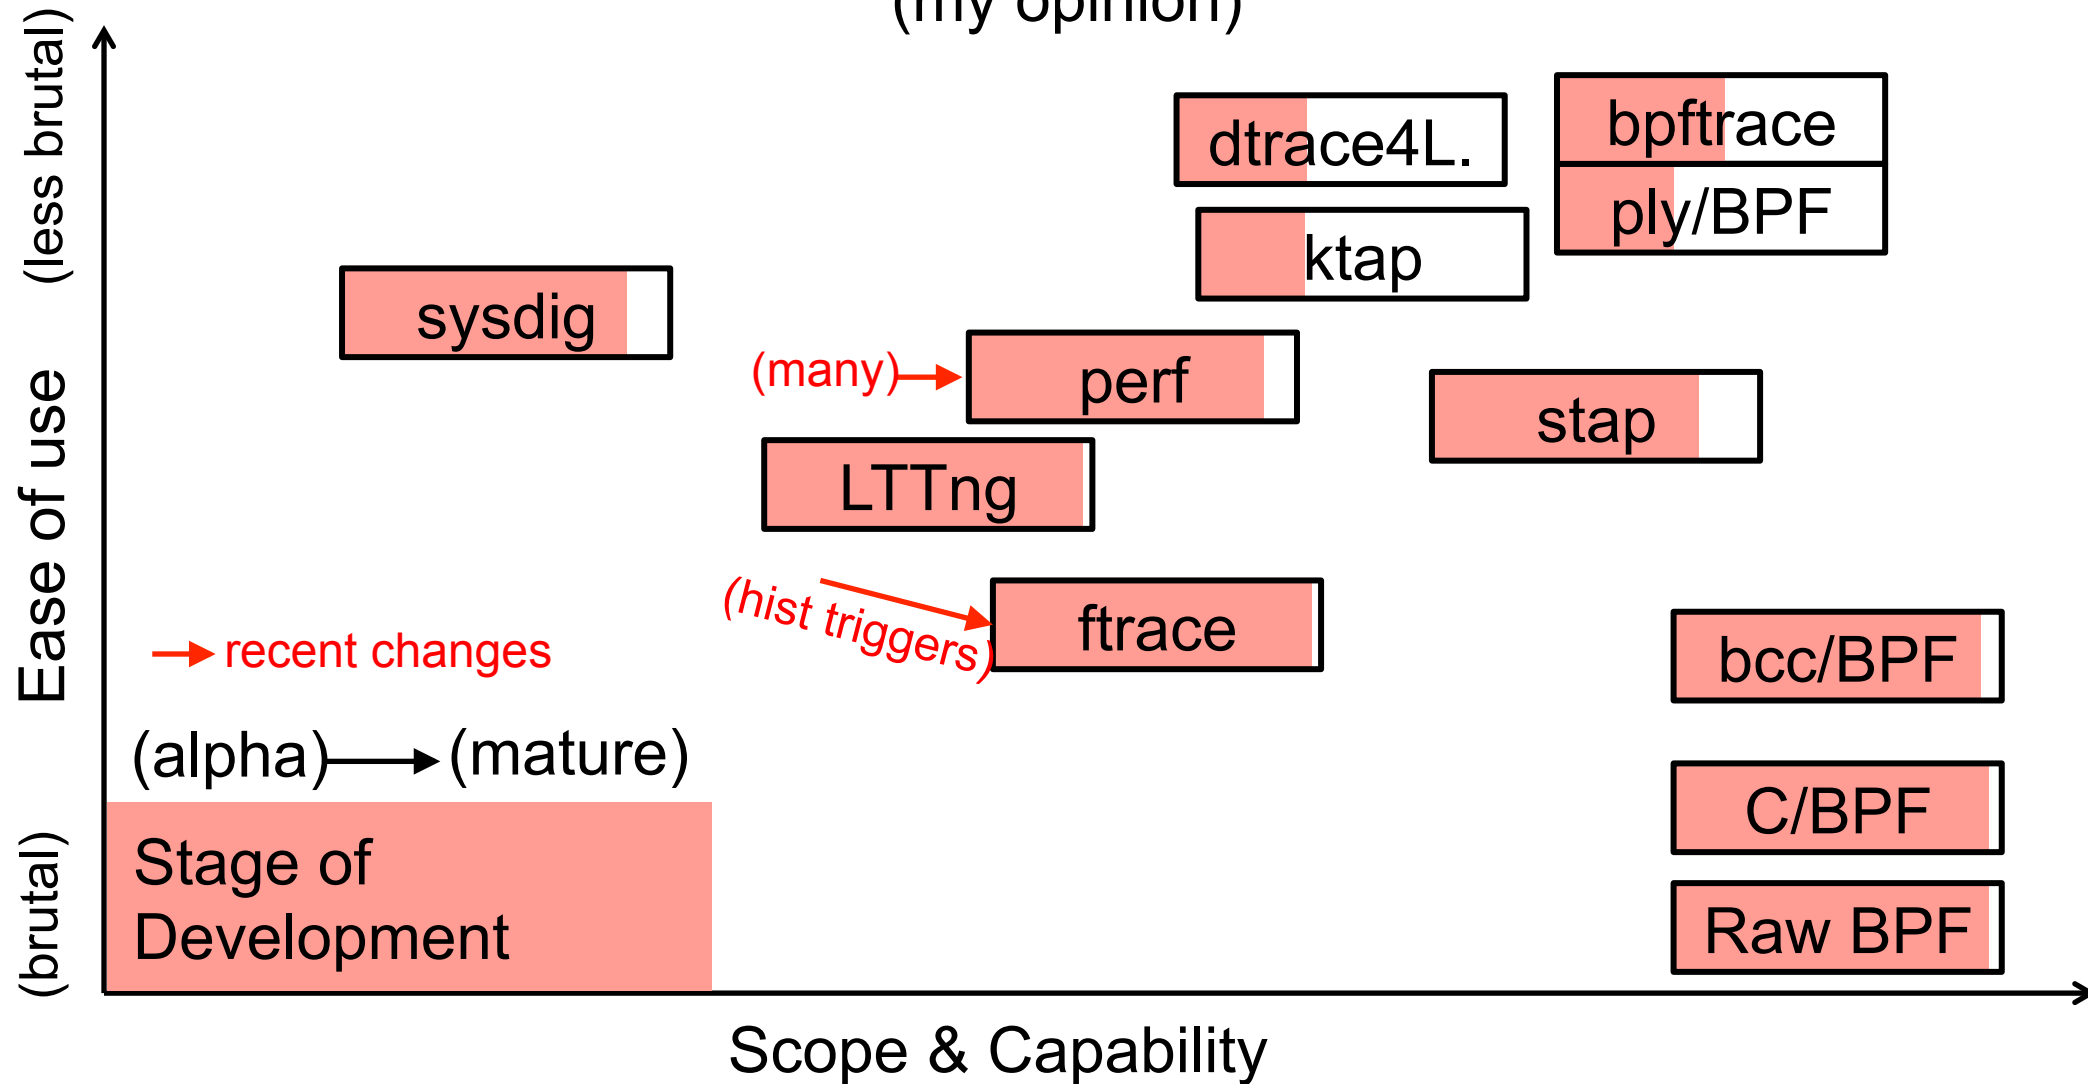 (my opinion)
(less brutal)
Ease of use
(brutal)
dtrace4L.
bpftrace
ply/BPF
ktap
sysdig
(many)
perf
stap
LTTng
(hist triggers)
ftrace
recent changes
bcc/BPF
(alpha)
(mature)
C/BPF
Stage of
Development
Raw BPF
Scope & Capability